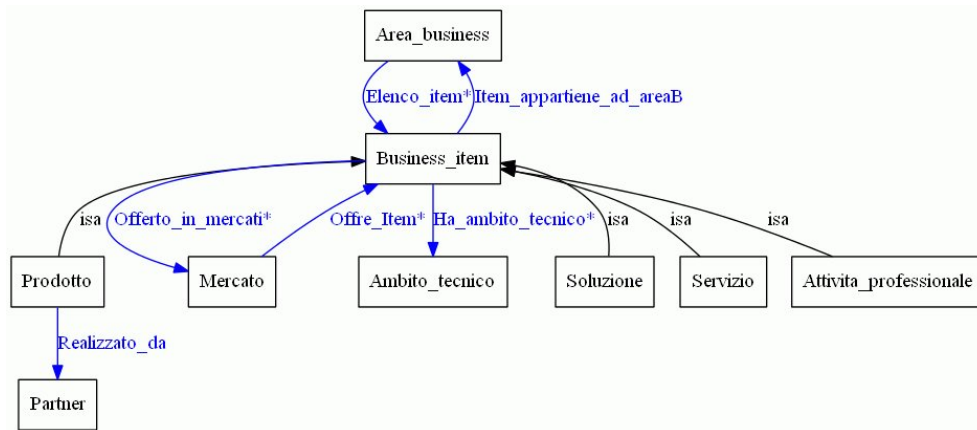 Area_business
Elenco_item* Item_appartiene_ad_areaB
Business_item
isa Offerto_in_mercati* Offre_Item* Ha_ambito_tecnico* isa isa isa
Prodotto Mercato Ambito_tecnico Soluzione Servizio Attivita_professionale
Realizzato_da
Partner